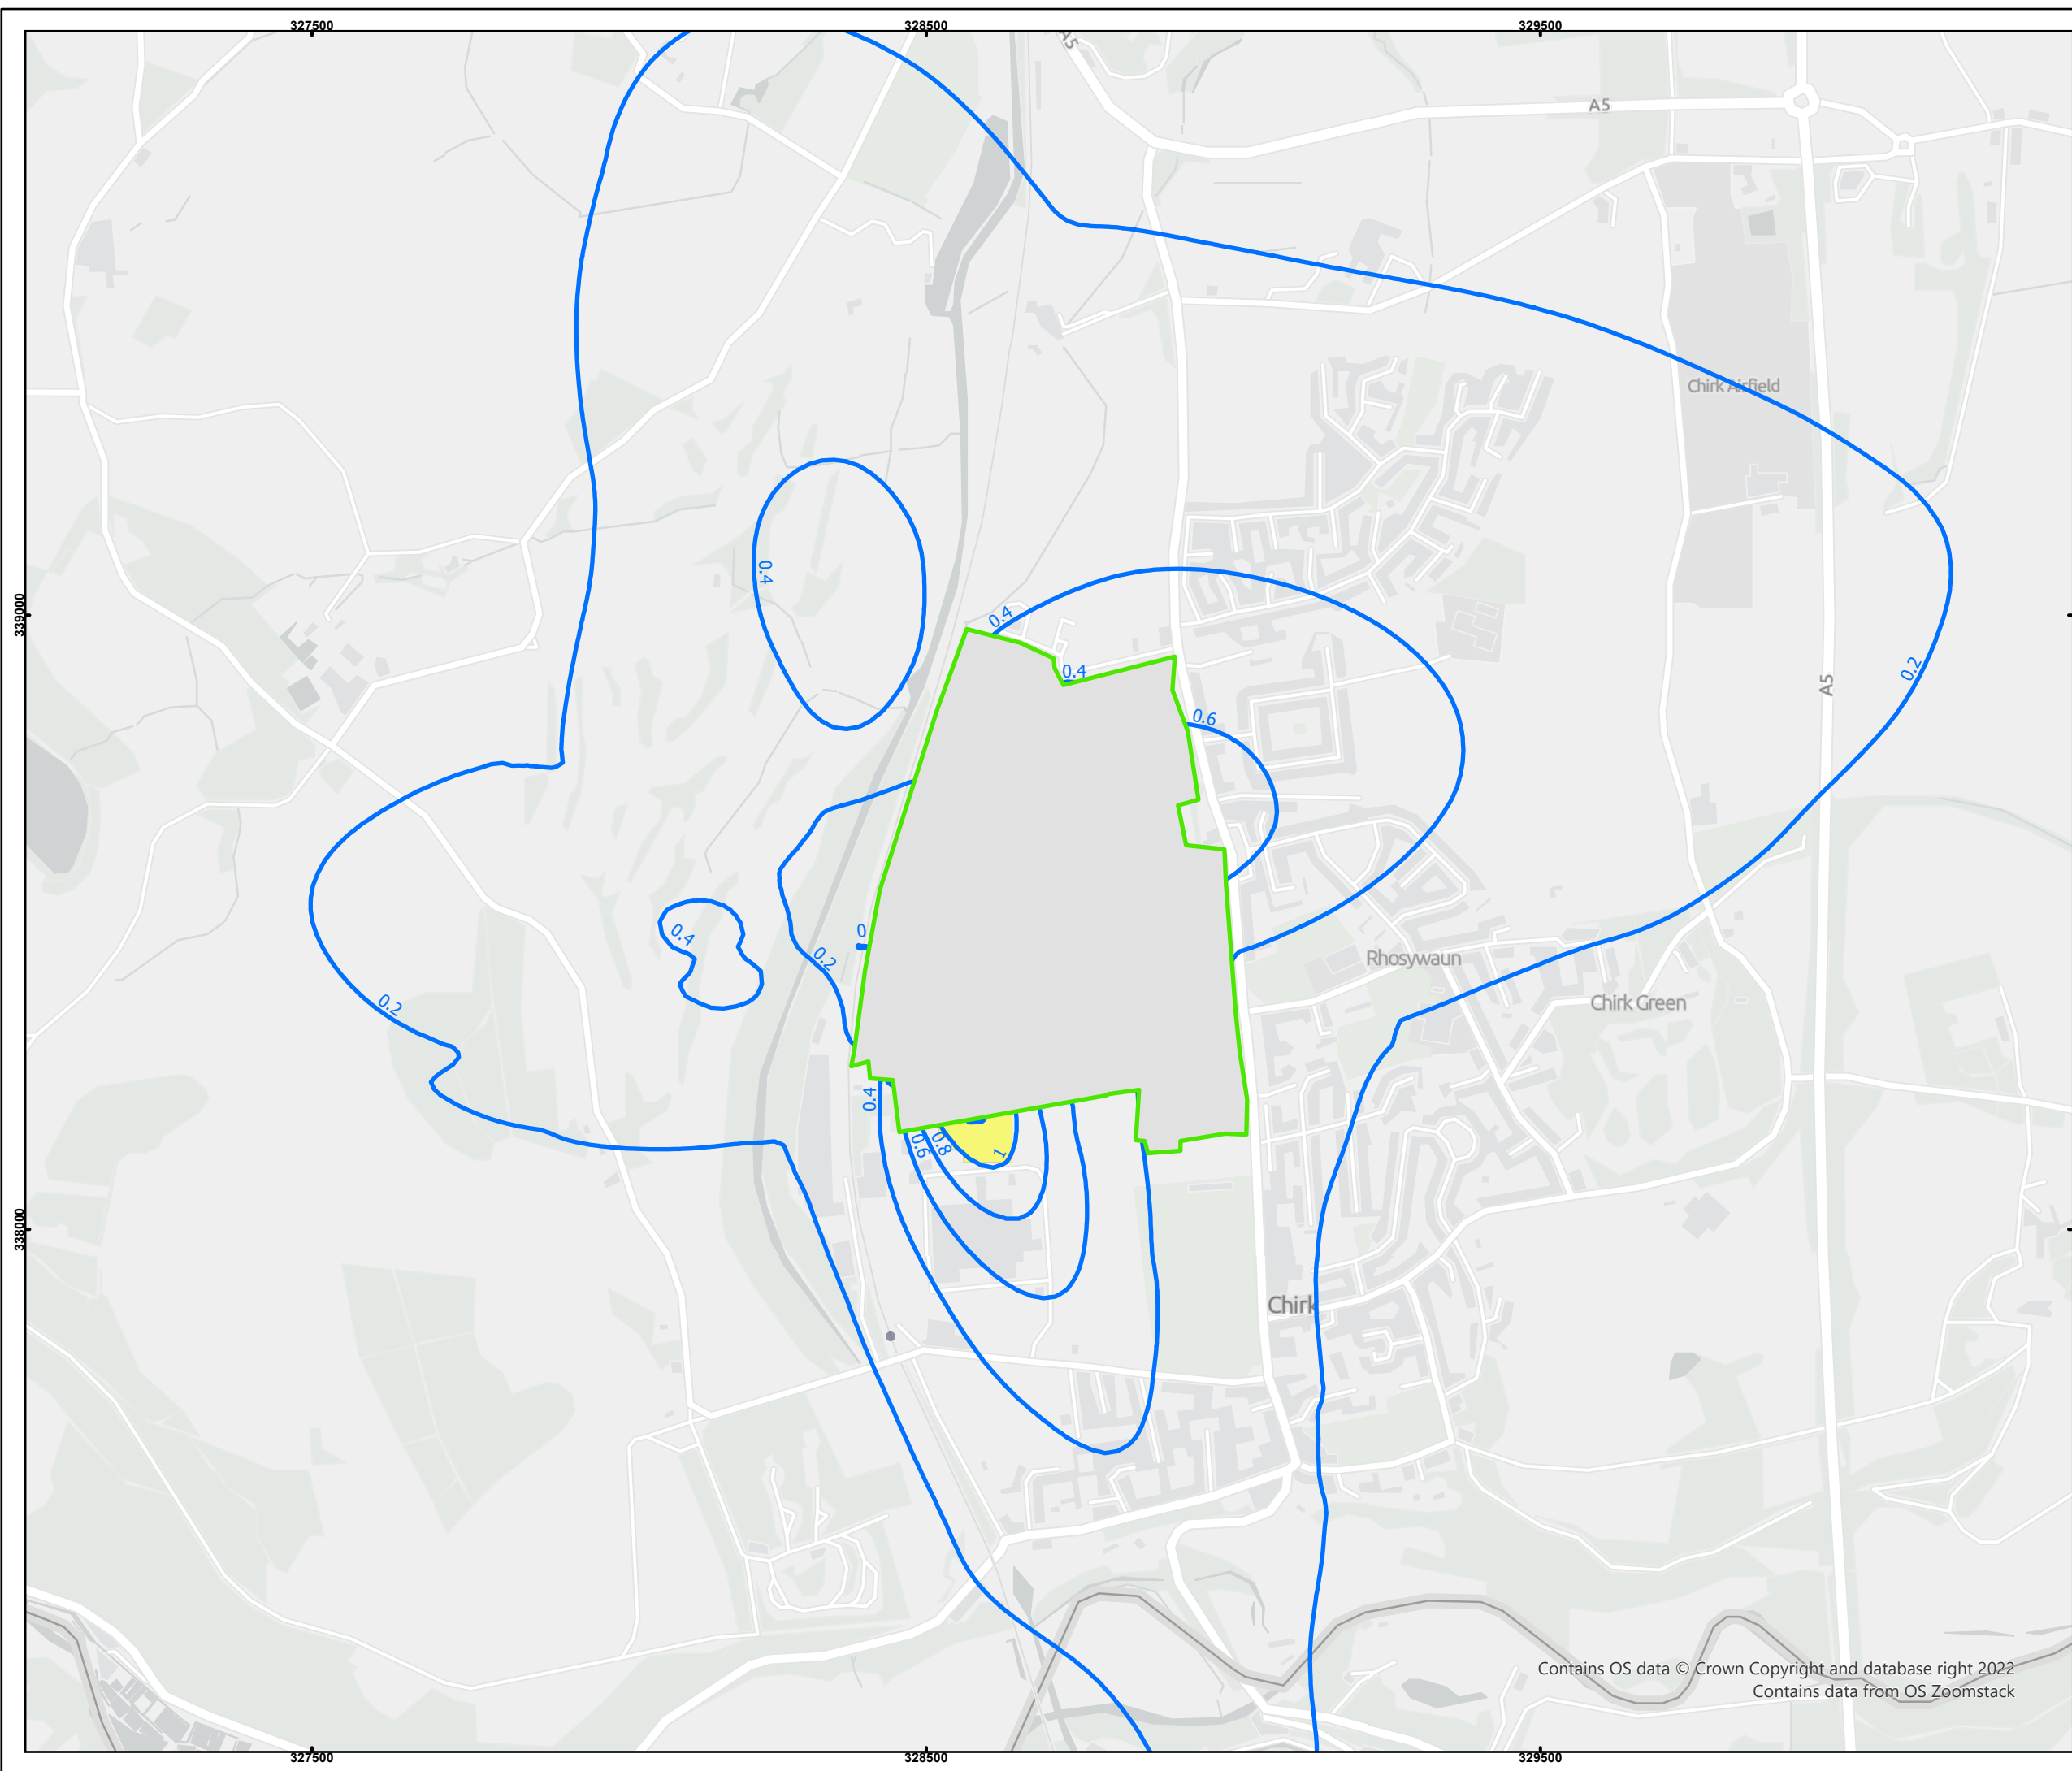 327500
328500
329500
A5
A5
Chirk Airfield
0.4
339000
0.4
0.4
0.2
A5
0.6
0.4
0
0.2
Rhosywaun
0.2
Chirk Green
0.4
0.6
0.8
1
338000
Chirk
Contains OS data © Crown Copyright and database right 2022
Contains data from OS Zoomstack
327500
328500
329500